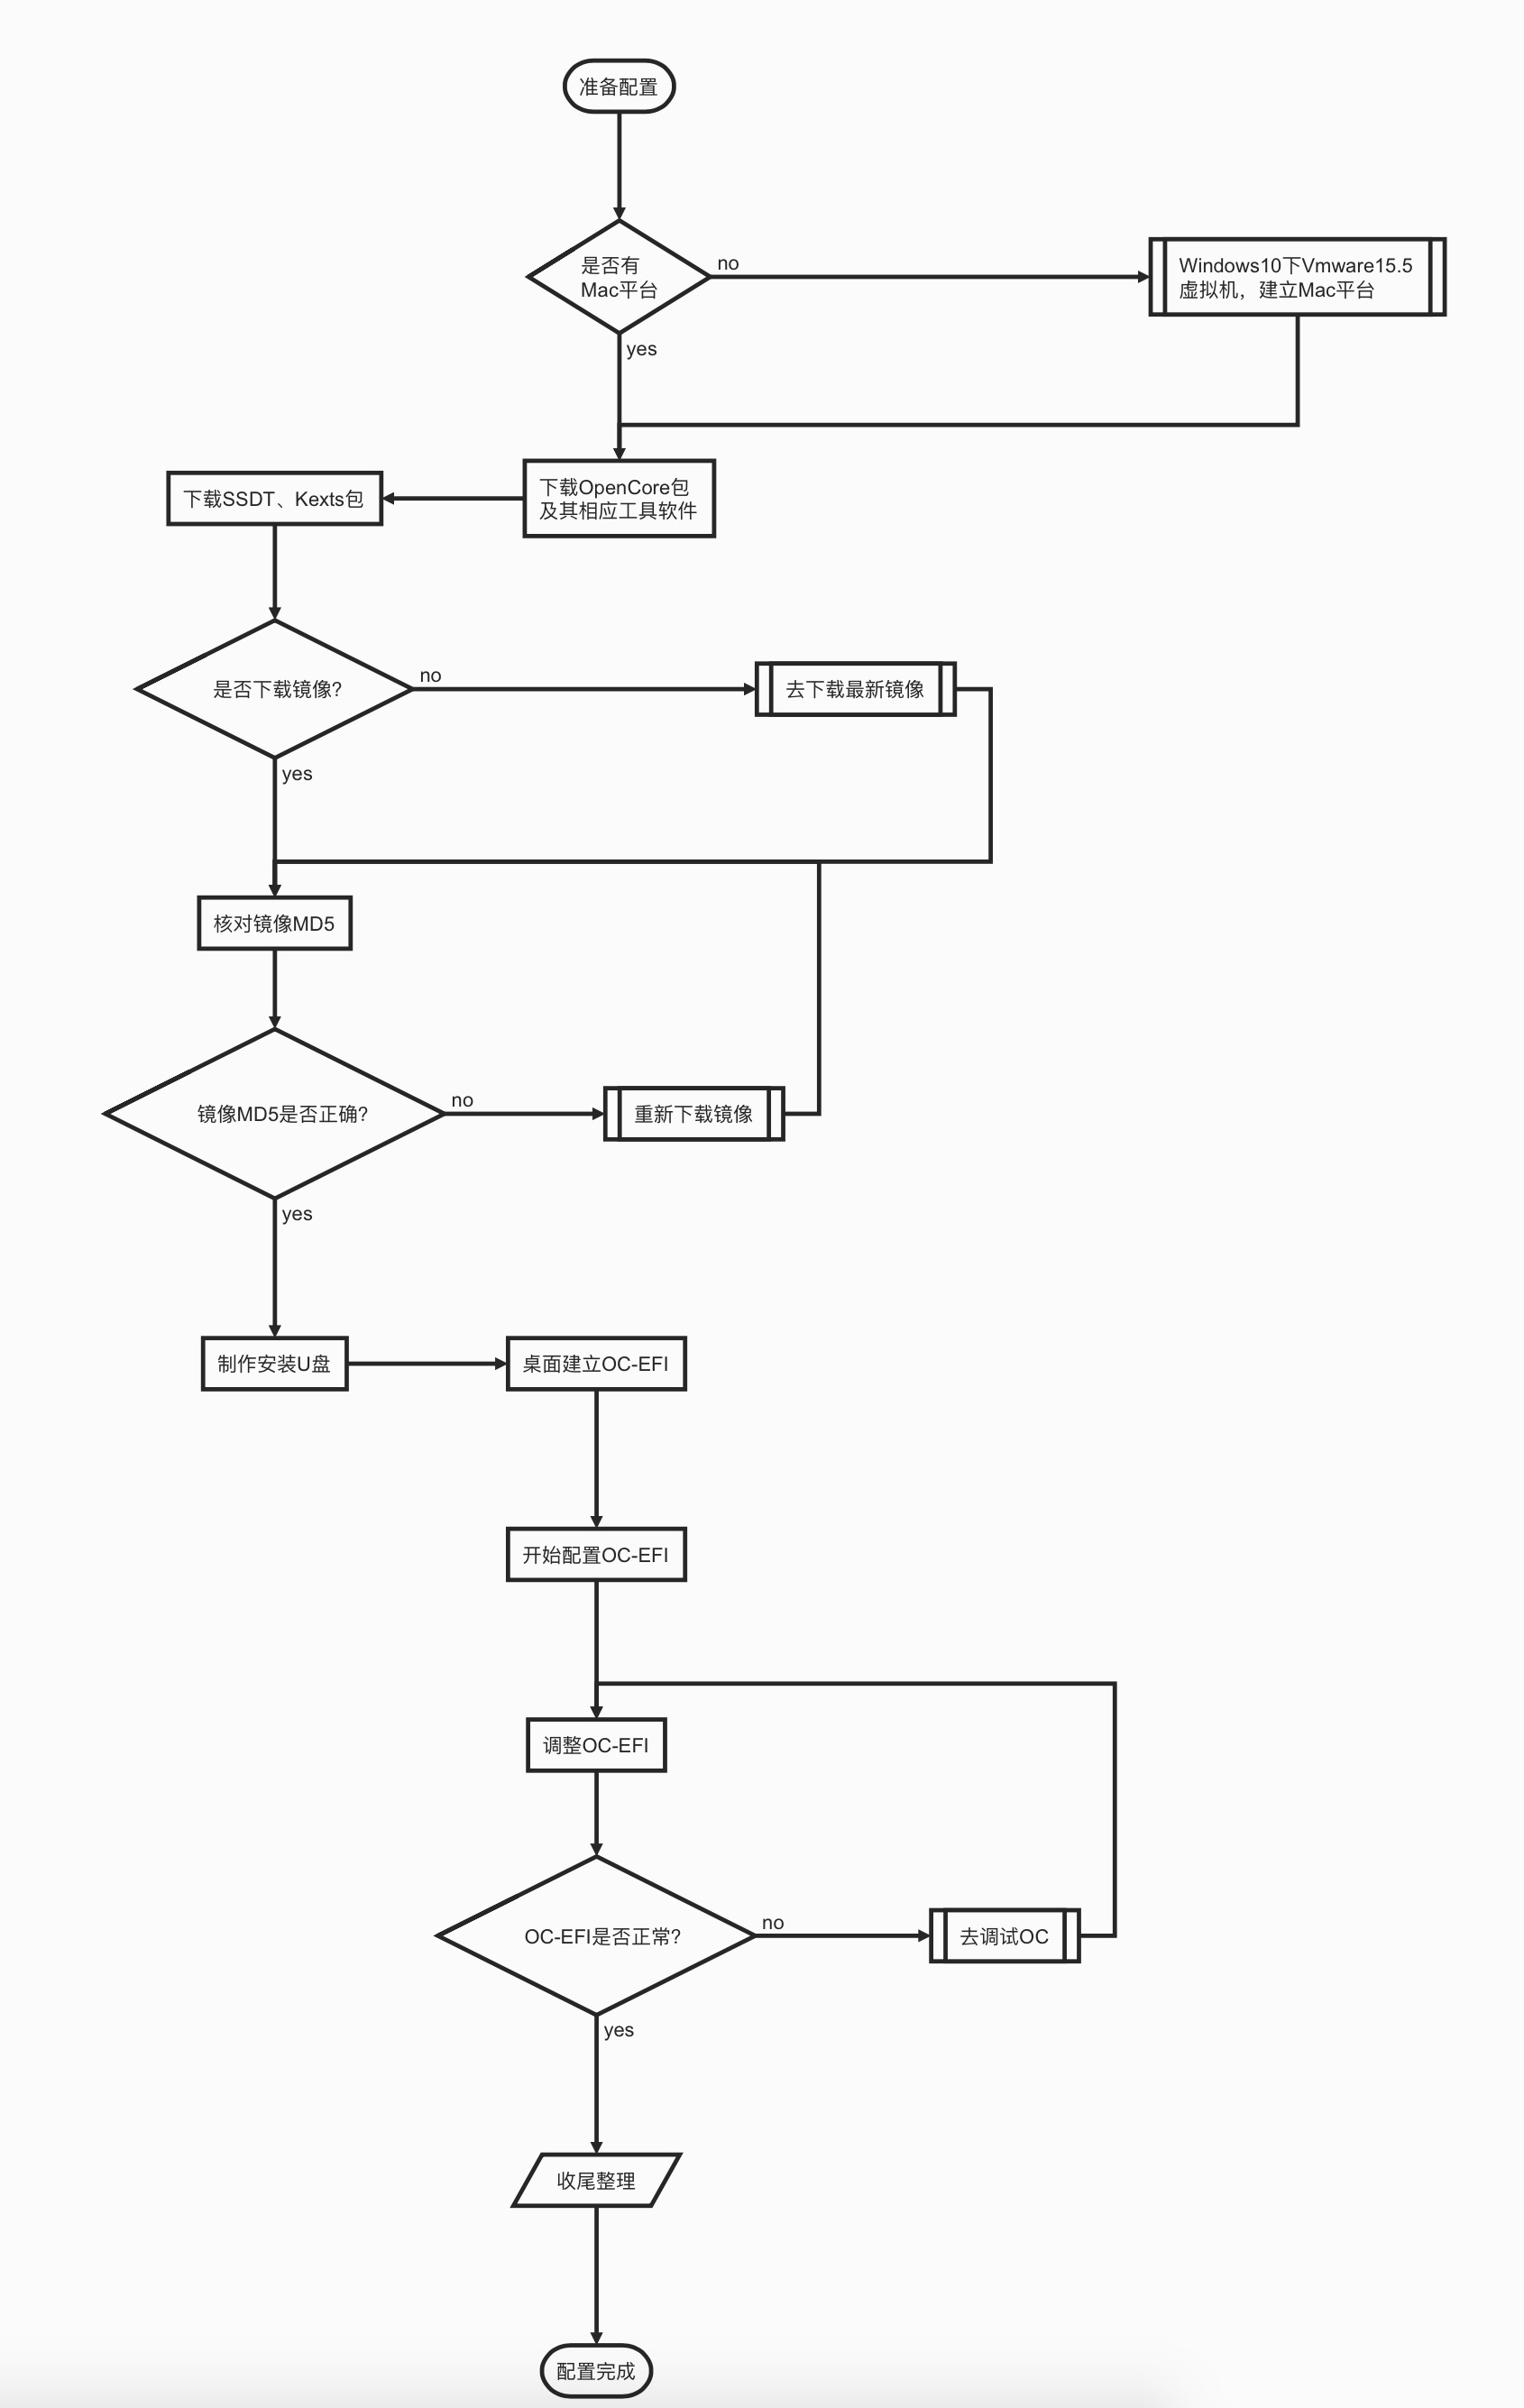 准备配置
是否有
Mac平台
no
Windows10下Vmware15.5
虚拟机，建立Mac平台
yes
下载OpenCore包
及其相应工具软件
下载SSDT、Kexts包
是否下载镜像?
no
去下载最新镜像
yes
核对镜像MD5
镜像MD5是否正确?
no
重新下载镜像
yes
制作安装U盘
桌面建立OC-EFI
开始配置OC-EFI
调整OC-EFI
OC-EFI是否正常?
no
去调试OC
yes
收尾整理
配置完成